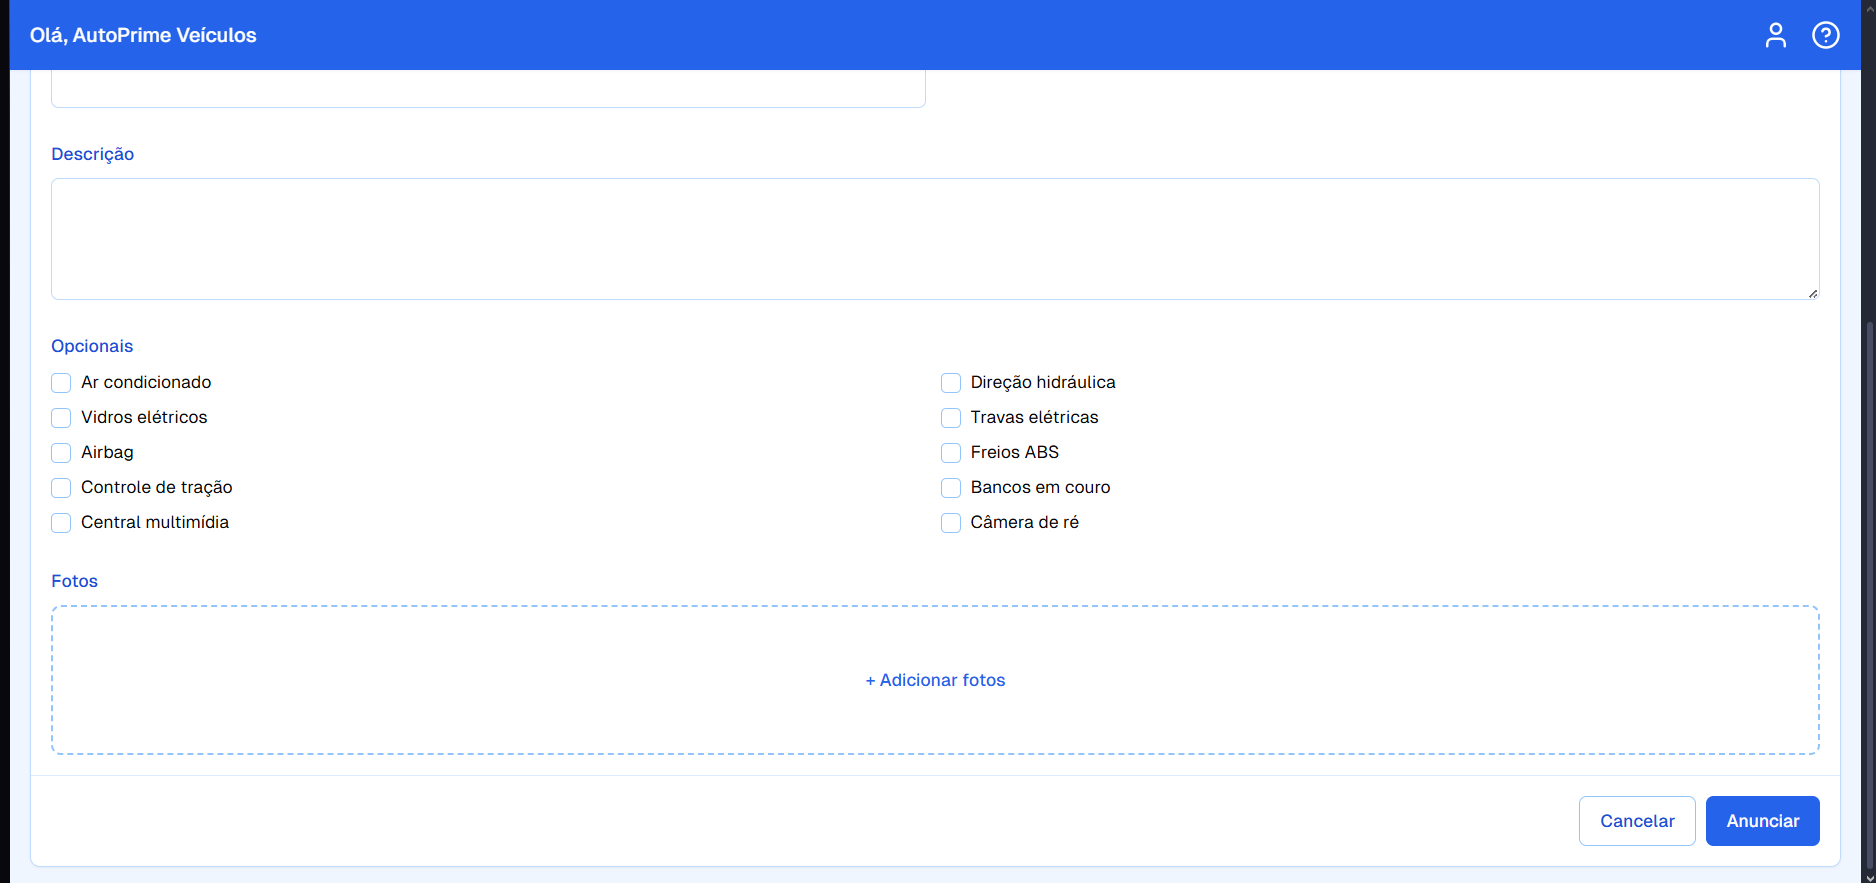 Olá, AutoPrime Veículos
Descrição
Opcionais
Ar condicionado
Direção hidráulica
Vidros elétricos
Travas elétricas
Airbag
Freios ABS
Controle de tração
Bancos em couro
Central multimídia
Câmera de ré
Fotos
+ Adicionar fotos
Cancelar
Anunciar